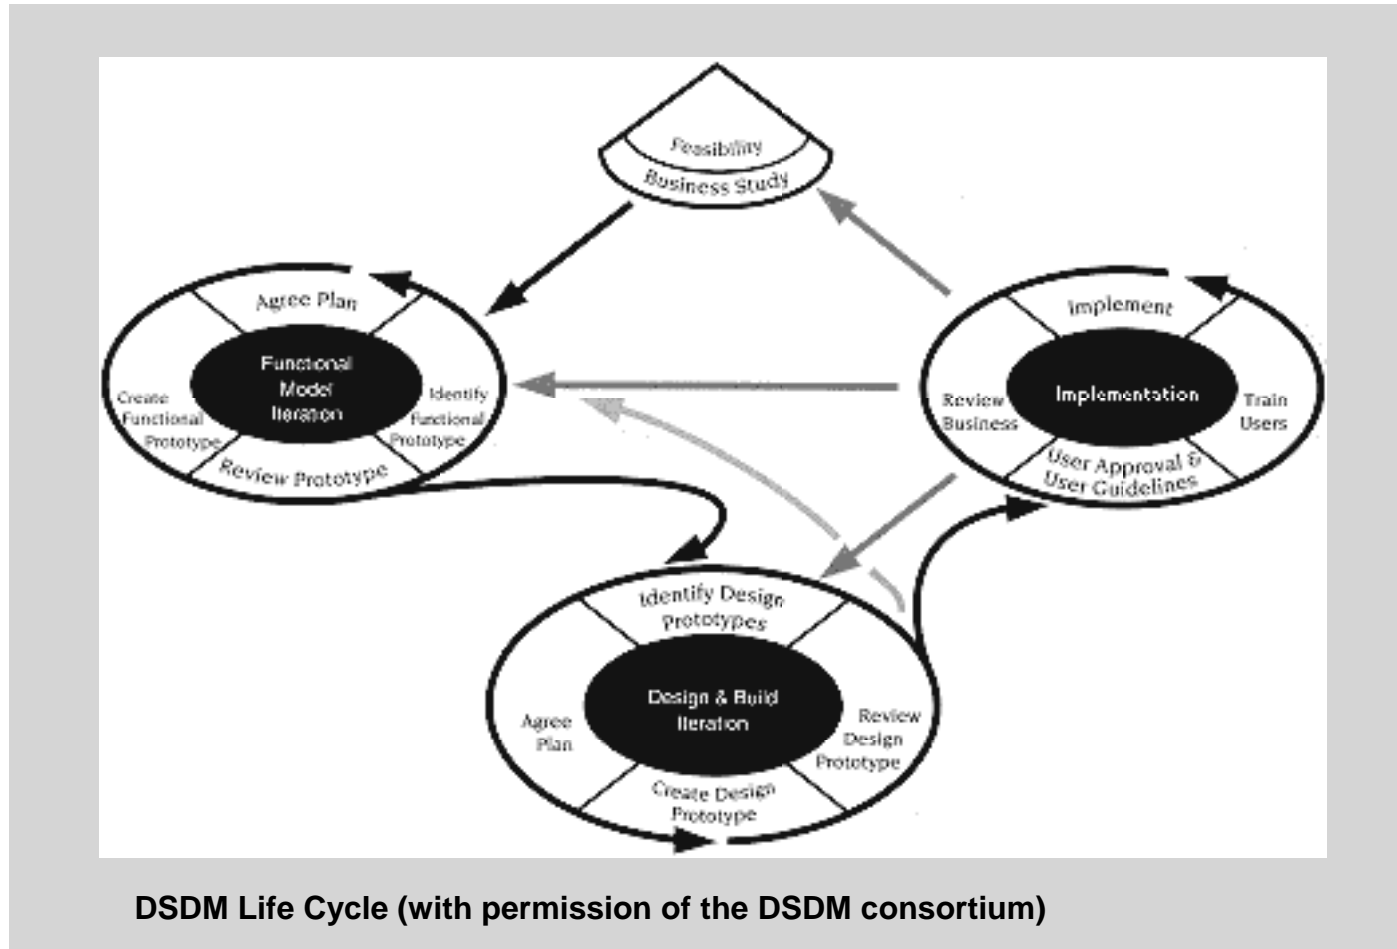 Feasibility
Business Study
Agree Plan
Functional
Model
Iteration
Create
Functional
Prototype
Identify
Functional
Prototype
Review Prototype
Implement
Implementation
Review
Business
Train
Users
User Approval &
User Guidelines
Identify Design
Prototypes
Design & Build
Iteration
Agree
Plan
Review
Design
Prototype
Create Design
Prototype
DSDM Life Cycle (with permission of the DSDM consortium)